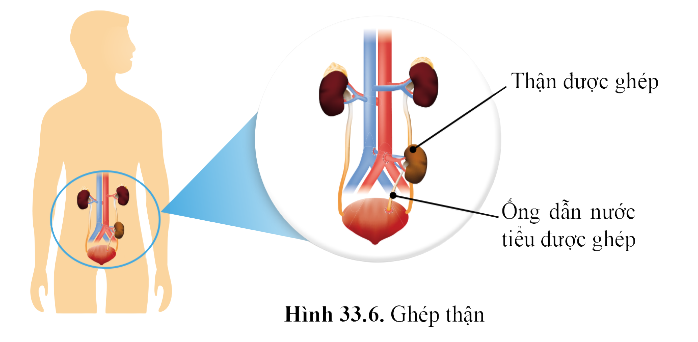 Thận được ghép
Ống dẫn nước
tiểu được ghép
Hình 33.6. Ghép thận